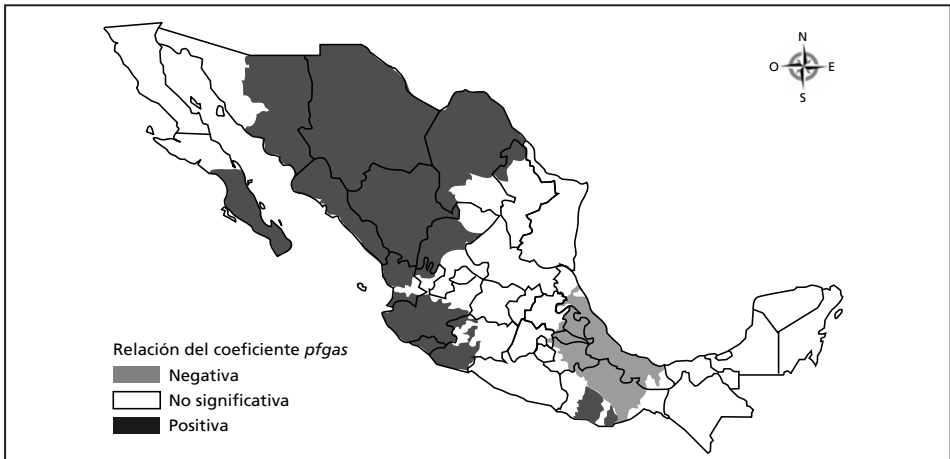 N
O E
S
Relación del coeficiente pfgas
Negativa
No significativa
Positiva